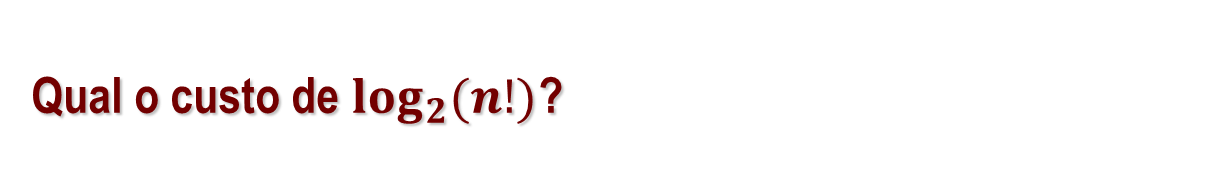 Qual o custo de log₂(n!)?